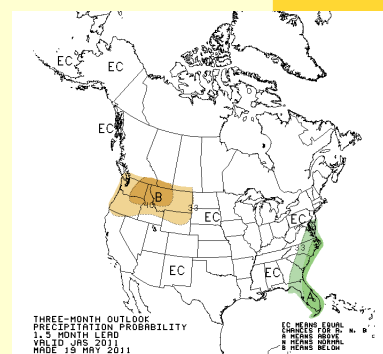 EC
EC
EC
B
40
33
EC
EC
33
EC
EC
A
THREE-MONTH OUTLOOK
PRECIPITATION PROBABILITY
1.5 MONTH LEAD
VALID JAS 2011
MADE 19 MAY 2011
EC MEANS EQUAL
CHANCES FOR A, N, B
A MEANS ABOVE
N MEANS NORMAL
B MEANS BELOW